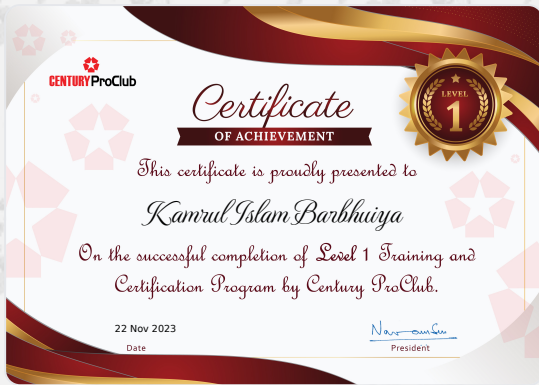 CENTURY ProClub
LEVEL
1
Certificate
OF ACHIEVEMENT
This certificate is proudly presented to
Kamrul Islam Barbhuiya
On the successful completion of Level 1 Training and
Certification Program by Century ProClub.
22 Nov 2023
Date
President